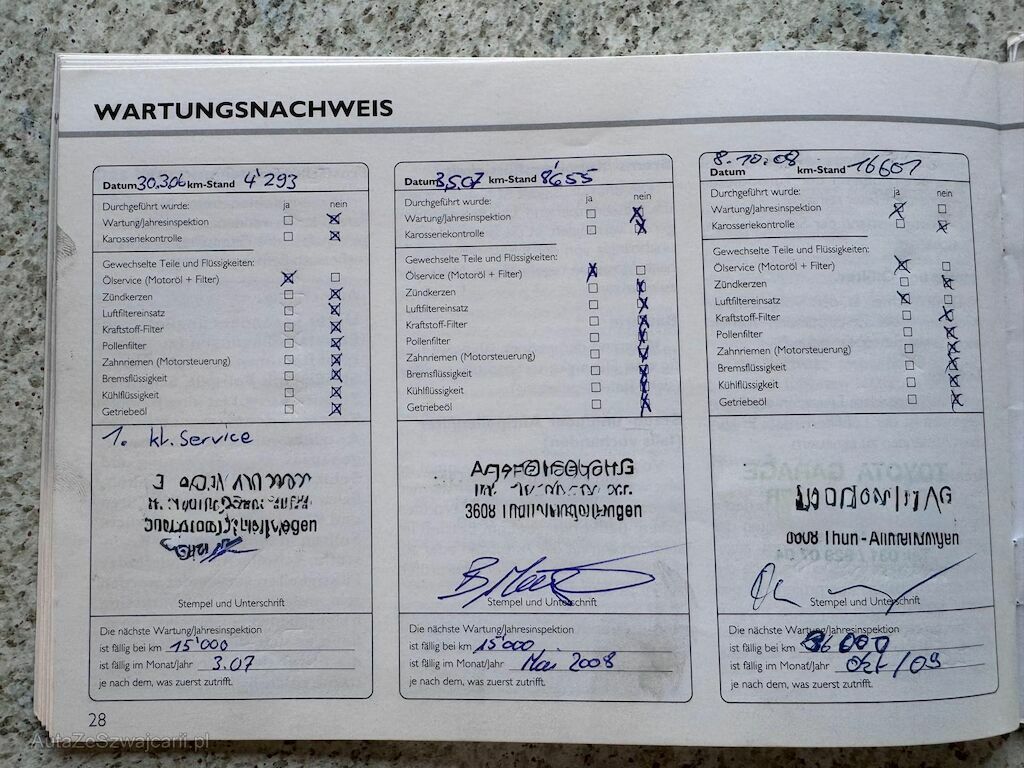 WARTUNGSNACHWEIS
Datum 30.3.06 km-Stand 4'293
Durchgeführt wurde: ja nein
Wartung/Jahresinspektion
Karosseriekontrolle
Gewechselte Teile und Flüssigkeiten:
Ölservice (Motoröl + Filter)
Zündkerzen
Luftfiltereinsatz
Kraftstoff-Filter
Pollenfilter
Zahnriemen (Motorsteuerung)
Bremsflüssigkeit
Kühlflüssigkeit
Getriebeöl
1. kl. Service
Stempel und Unterschrift
Die nächste Wartung/Jahresinspektion
ist fällig bei km 15'000
ist fällig im Monat/Jahr 3.07
je nach dem, was zuerst zutrifft.
28
Datum 3.5.07 km-Stand 8'655
Durchgeführt wurde: ja nein
Wartung/Jahresinspektion
Karosseriekontrolle
Gewechselte Teile und Flüssigkeiten:
Ölservice (Motoröl + Filter)
Zündkerzen
Luftfiltereinsatz
Kraftstoff-Filter
Pollenfilter
Zahnriemen (Motorsteuerung)
Bremsflüssigkeit
Kühlflüssigkeit
Getriebeöl
3608
Stempel und Unterschrift
Die nächste Wartung/Jahresinspektion
ist fällig bei km 15'000
ist fällig im Monat/Jahr Mai 2008
je nach dem, was zuerst zutrifft.
8.10.08
Datum km-Stand 16601
Durchgeführt wurde: ja nein
Wartung/Jahresinspektion
Karosseriekontrolle
Gewechselte Teile und Flüssigkeiten:
Ölservice (Motoröl + Filter)
Zündkerzen
Luftfiltereinsatz
Kraftstoff-Filter
Pollenfilter
Zahnriemen (Motorsteuerung)
Bremsflüssigkeit
Kühlflüssigkeit
Getriebeöl
Thun
Stempel und Unterschrift
Die nächste Wartung/Jahresinspektion
ist fällig bei km
ist fällig im Monat/Jahr Okt/09
je nach dem, was zuerst zutrifft.
AutaZeSzwajcarii.pl